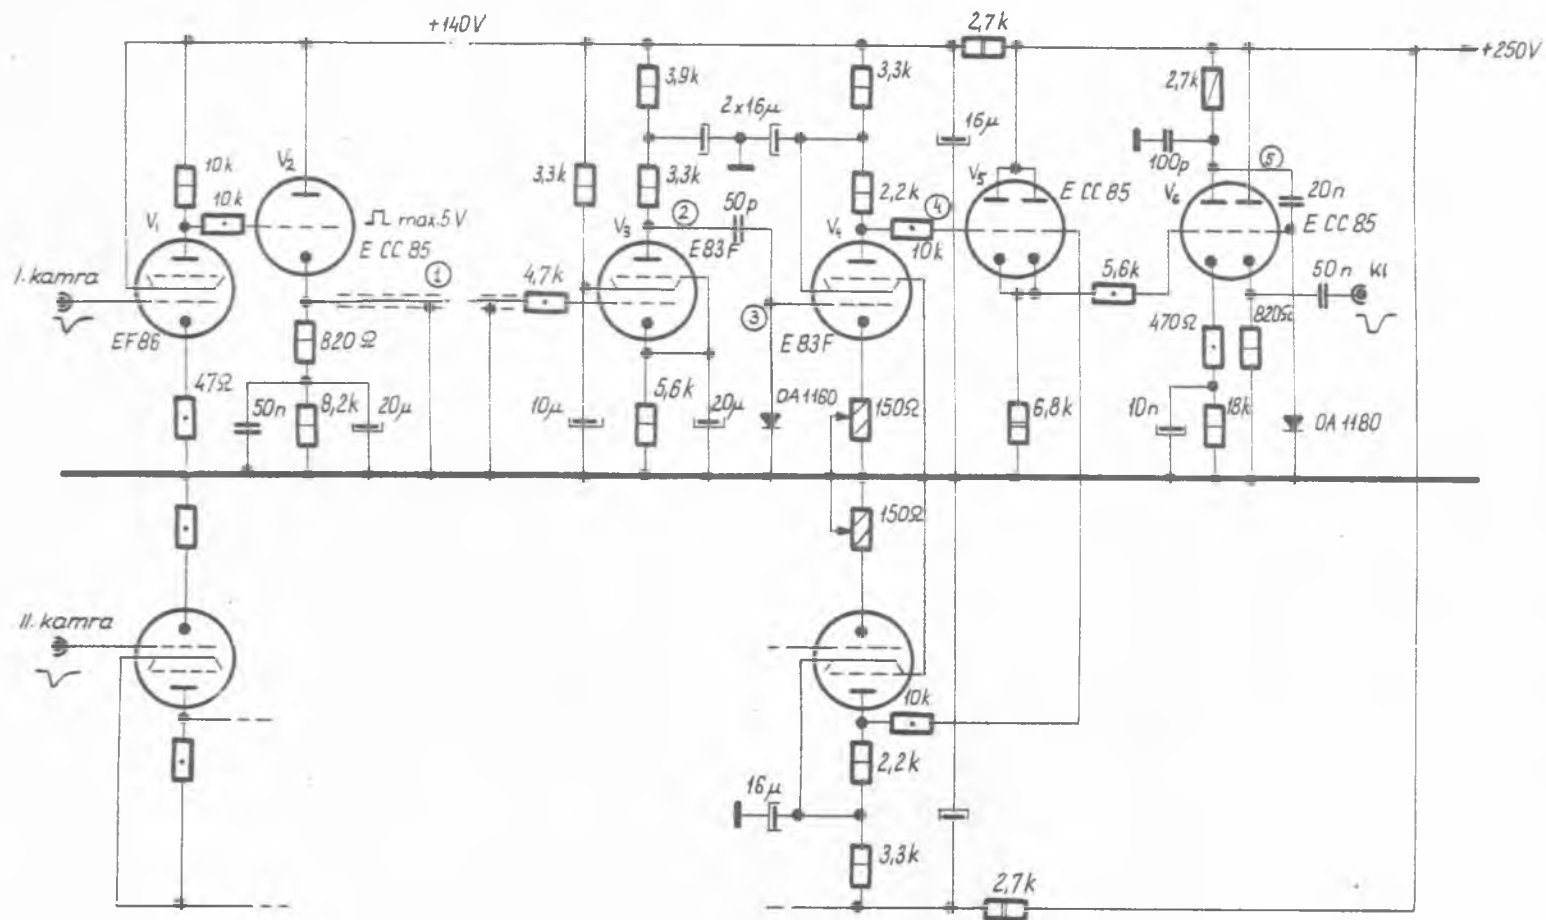 +140V
2,7k
+250V
3,9k
3,3k
2,7k
2x16µ
16µ
100p
10k
V2
3,3k
3,3k
2,2k
V5
E CC 85
5
V6
20n
10k
max.5V
50p
4
V1
2
V3
E83F
V4
10k
E CC 85
E CC 85
I. kamra
1
4,7k
5,6k
50n
KI
3
EF86
820Ω
E83F
470Ω
820Ω
47Ω
50n
8,2k
20µ
10µ
5,6k
20µ
OA1160
150Ω
6,8k
10n
18k
OA1180
150Ω
II. kamra
10k
2,2k
16µ
3,3k
2,7k